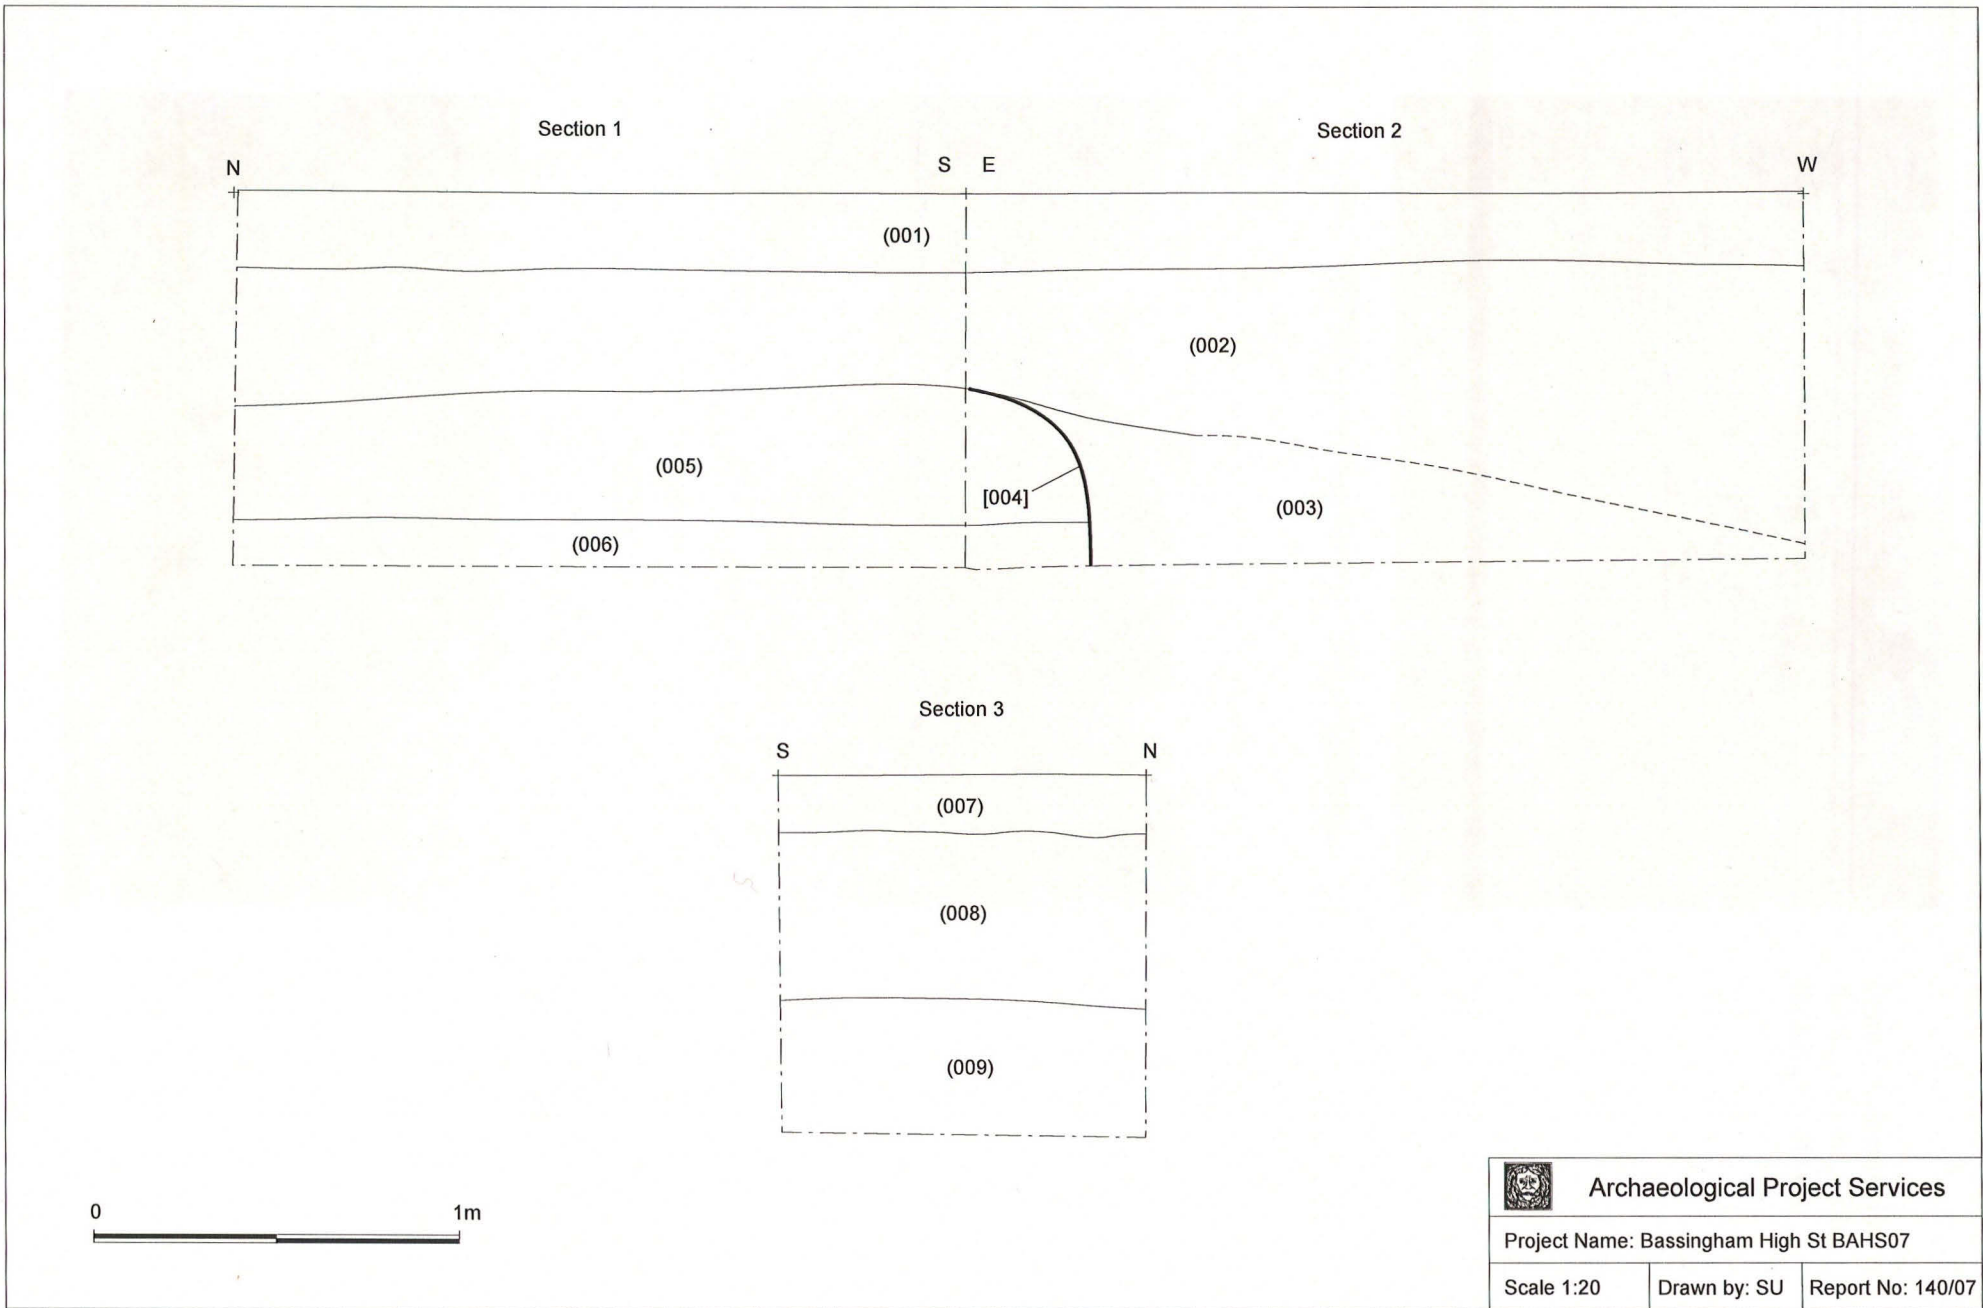 Section 1
Section 2
N
S
E
W
(001)
(002)
(005)
[004]
(003)
(006)
Section 3
S
N
(007)
(008)
(009)
0
1m
Archaeological Project Services
Project Name: Bassingham High St BAHS07
Scale 1:20
Drawn by: SU
Report No: 140/07